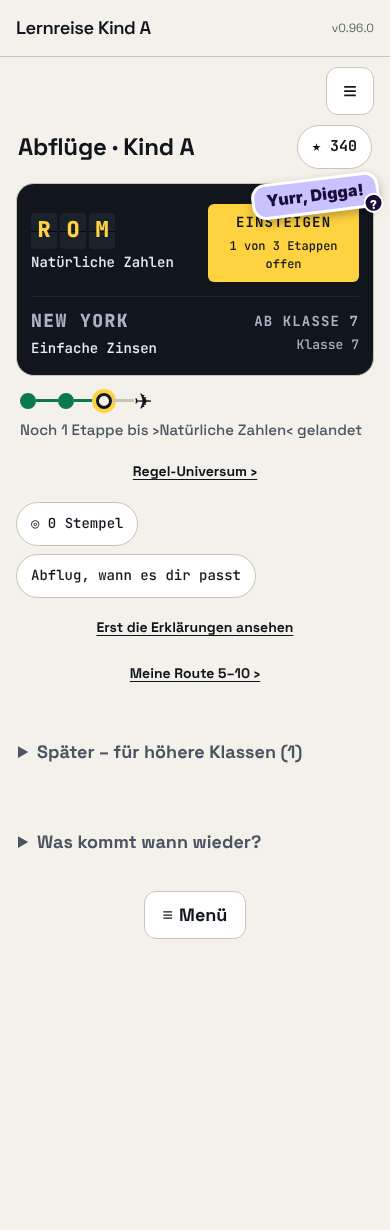 Lernreise Kind A
v0.96.0
≡
Abflüge · Kind A
★ 340
Yurr, Digga!
?
ROM
EINSTEIGEN
Natürliche Zahlen
1 von 3 Etappen
offen
NEW YORK
AB KLASSE 7
Einfache Zinsen
Klasse 7
Noch 1 Etappe bis ›Natürliche Zahlen‹ gelandet
Regel-Universum ›
◎ 0 Stempel
Abflug, wann es dir passt
Erst die Erklärungen ansehen
Meine Route 5–10 ›
▶ Später – für höhere Klassen (1)
▶ Was kommt wann wieder?
≡ Menü